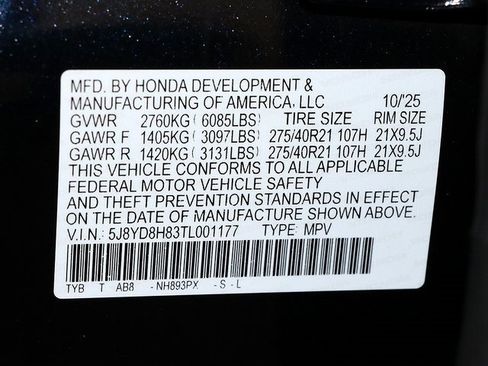 MFD. BY HONDA DEVELOPMENT &
MANUFACTURING OF AMERICA, LLC 10/'25
GVWR 2760KG ( 6085LBS) TIRE SIZE RIM SIZE
GAWR F 1405KG ( 3097LBS) 275/40R21 107H 21X9.5J
GAWR R 1420KG ( 3131LBS) 275/40R21 107H 21X9.5J
THIS VEHICLE CONFORMS TO ALL APPLICABLE
FEDERAL MOTOR VEHICLE SAFETY
AND THEFT PREVENTION STANDARDS IN EFFECT
ON THE DATE OF MANUFACTURE SHOWN ABOVE.
V.I.N.: 5J8YD8H83TL001177 TYPE: MPV
TYB T AB8 - NH893PX - S - L